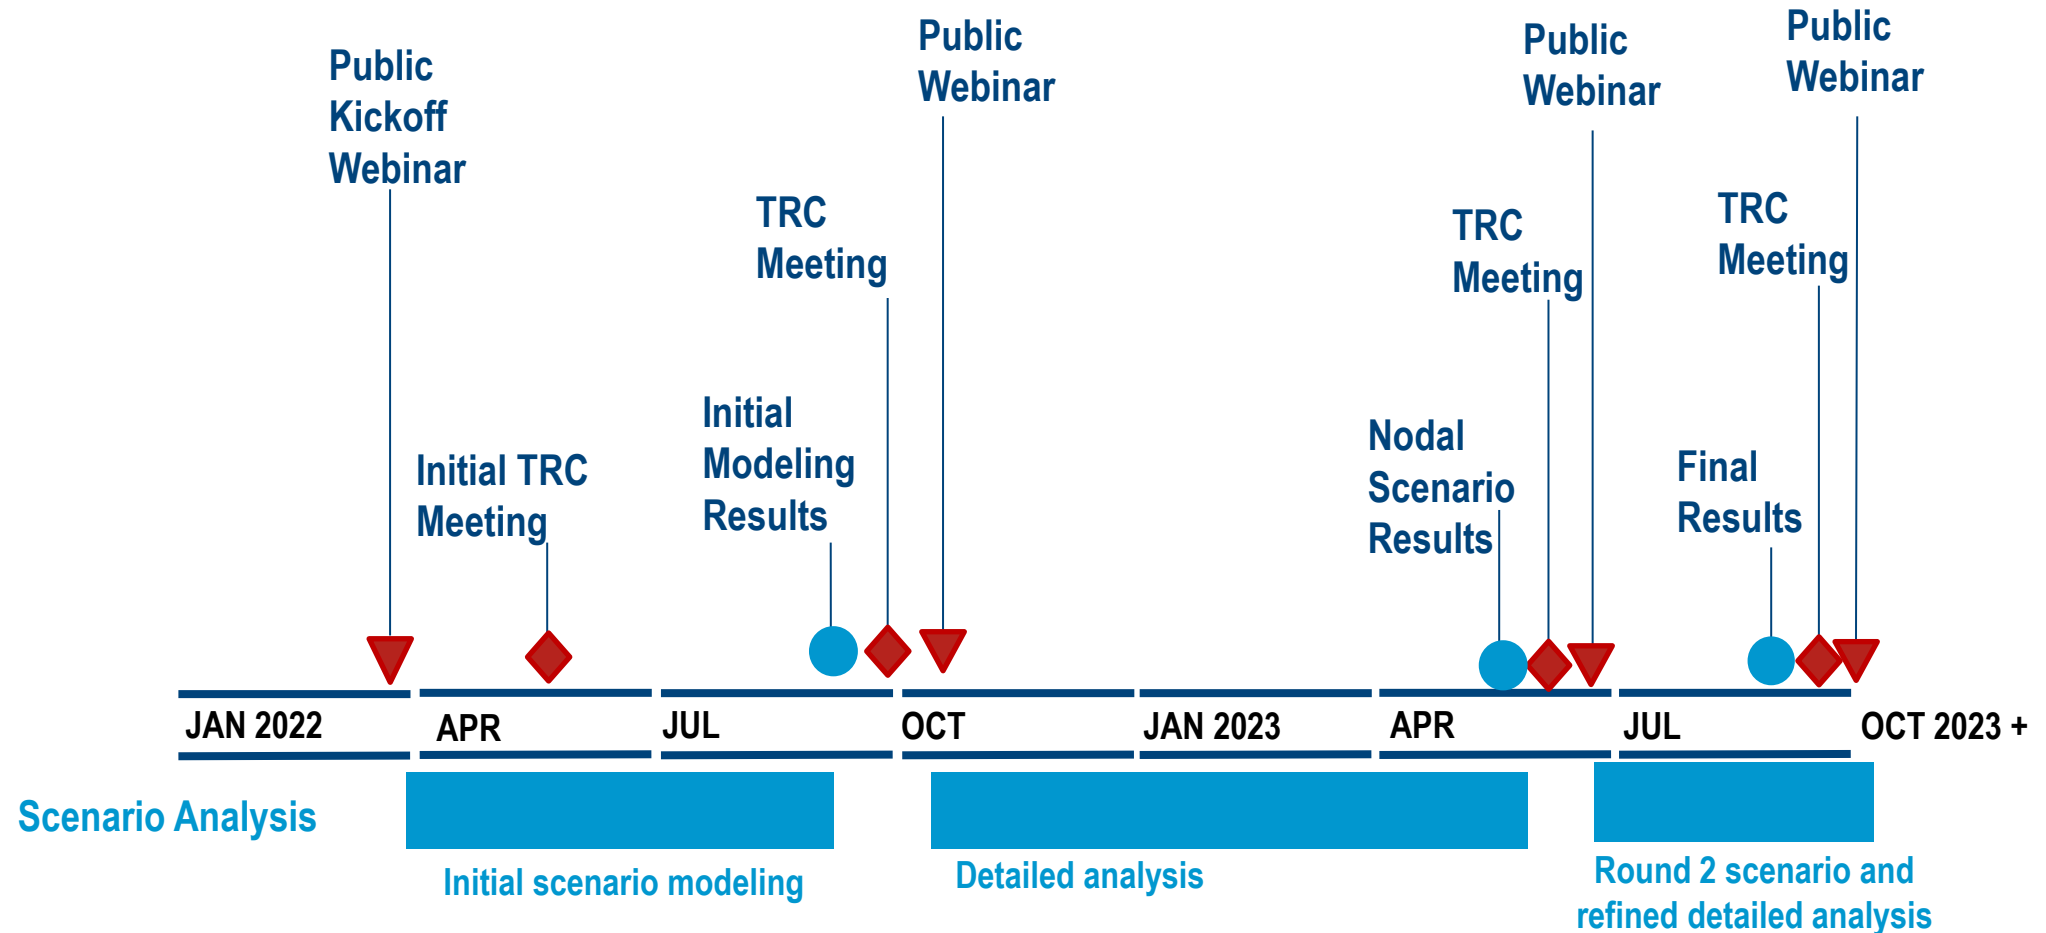 Public
Kickoff
Webinar
Initial TRC
Meeting
Initial
Modeling
Results
TRC
Meeting
Public
Webinar
Nodal
Scenario
Results
TRC
Meeting
Public
Webinar
Final
Results
TRC
Meeting
Public
Webinar
JAN 2022
APR
JUL
OCT
JAN 2023
APR
JUL
OCT 2023 +
Scenario Analysis
Initial scenario modeling
Detailed analysis
Round 2 scenario and
refined detailed analysis